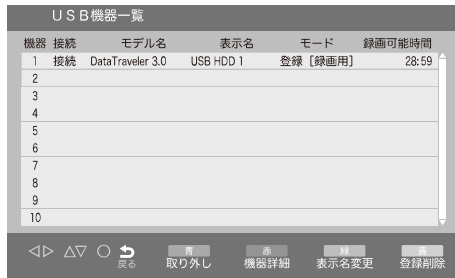 USB機器一覧
機器 接続 モデル名 表示名 モード 録画可能時間
1 接続 DataTraveler 3.0 USB HDD 1 登録［録画用］ 28:59
2
3
4
5
6
7
8
9
10
青 赤 緑 黄
戻る 取り外し 機器詳細 表示名変更 登録削除